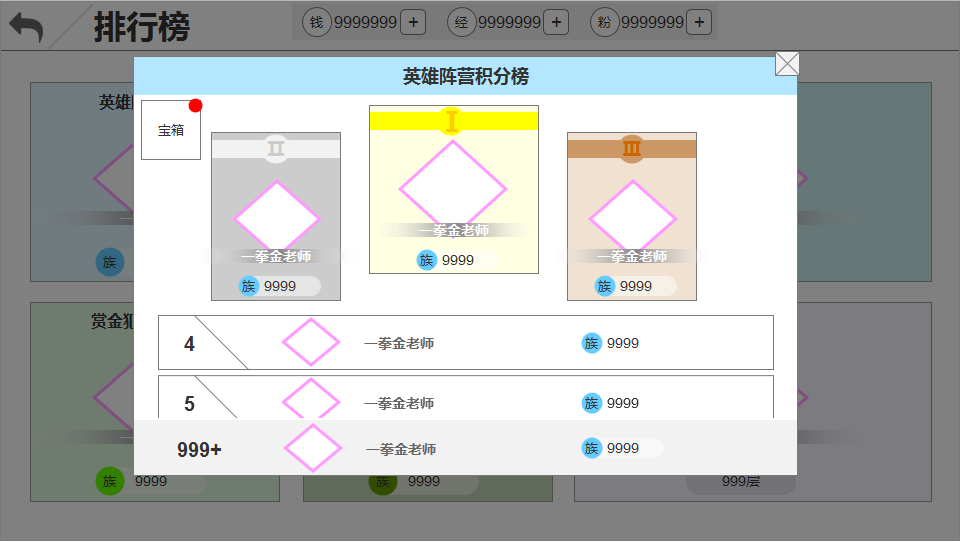 排行榜
钱 9999999 +
经 9999999 +
粉 9999999 +
英雄阵营积分榜
宝箱
II
一拳金老师
族 9999
I
一拳金老师
族 9999
III
一拳金老师
族 9999
4 一拳金老师 族 9999
5 一拳金老师 族 9999
999+ 一拳金老师 族 9999
英雄
族
赏金
族 9999
族 9999
999层